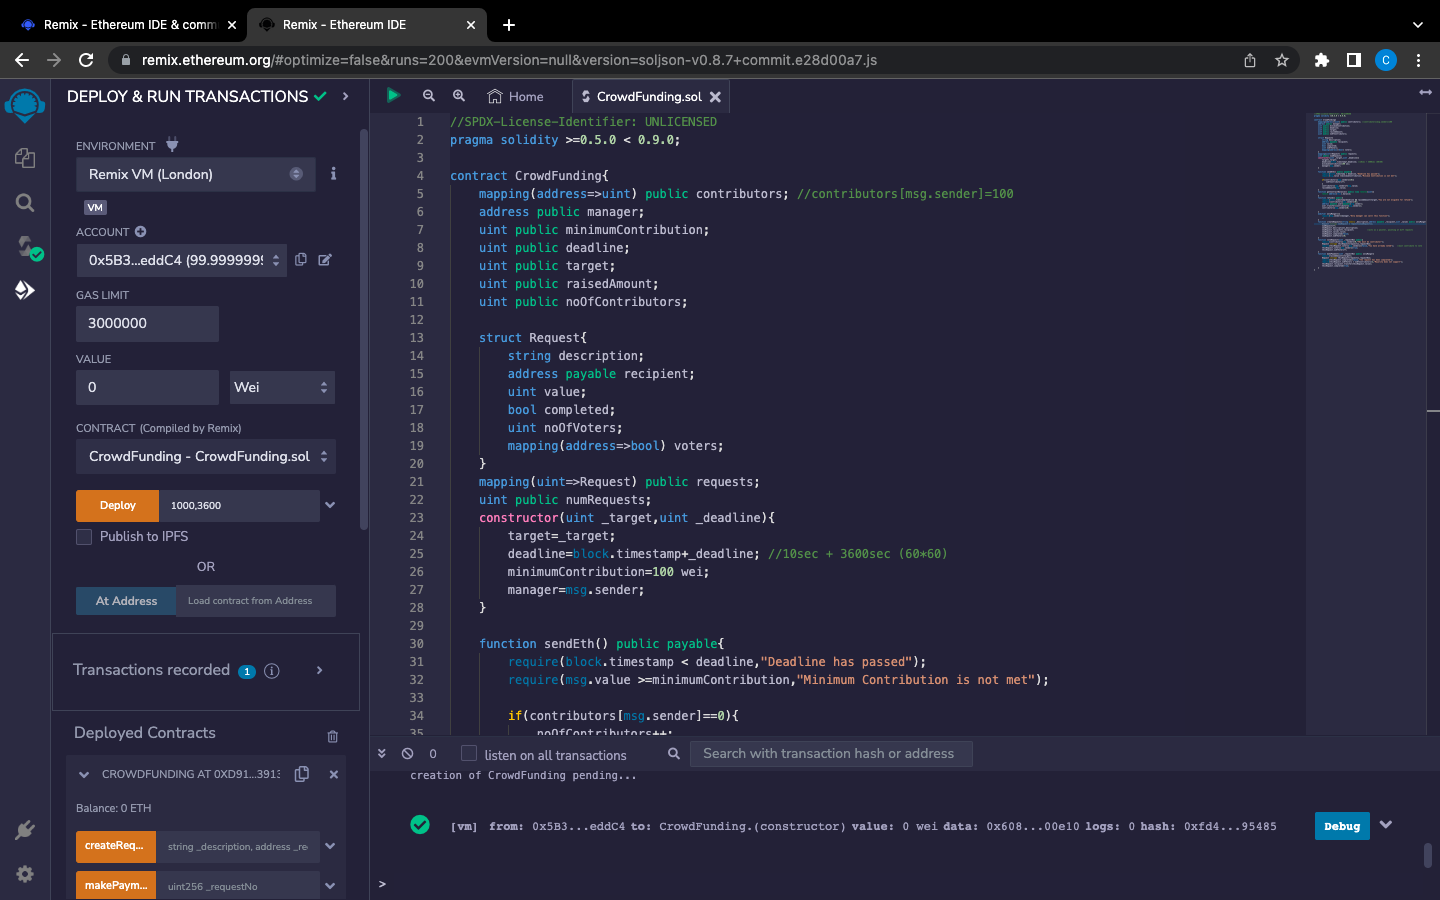 Remix - Ethereum IDE & comm
Remix - Ethereum IDE
remix.ethereum.org/#optimize=false&runs=200&evmVersion=null&version=soljson-v0.8.7+commit.e28d00a7.js
C
DEPLOY & RUN TRANSACTIONS
ENVIRONMENT
Remix VM (London)
VM
ACCOUNT
0x5B3...eddC4 (99.9999999
GAS LIMIT
3000000
VALUE
0
Wei
CONTRACT (Compiled by Remix)
CrowdFunding - CrowdFunding.sol
Deploy
1000,3600
Publish to IPFS
OR
At Address
Load contract from Address
Transactions recorded 1
Deployed Contracts
CROWDFUNDING AT 0XD91...3913
Balance: 0 ETH
createReq...
string _description, address _re
makePaym...
uint256 _requestNo
Home
CrowdFunding.sol
1 //SPDX-License-Identifier: UNLICENSED
2 pragma solidity >=0.5.0 < 0.9.0;
3
4 contract CrowdFunding{
5 mapping(address=>uint) public contributors; //contributors[msg.sender]=100
6 address public manager;
7 uint public minimumContribution;
8 uint public deadline;
9 uint public target;
10 uint public raisedAmount;
11 uint public noOfContributors;
12
13 struct Request{
14 string description;
15 address payable recipient;
16 uint value;
17 bool completed;
18 uint noOfVoters;
19 mapping(address=>bool) voters;
20 }
21 mapping(uint=>Request) public requests;
22 uint public numRequests;
23 constructor(uint _target,uint _deadline){
24 target=_target;
25 deadline=block.timestamp+_deadline; //10sec + 3600sec (60*60)
26 minimumContribution=100 wei;
27 manager=msg.sender;
28 }
29
30 function sendEth() public payable{
31 require(block.timestamp < deadline,"Deadline has passed");
32 require(msg.value >=minimumContribution,"Minimum Contribution is not met");
33
34 if(contributors[msg.sender]==0){
35 noOfContributors++;
0
listen on all transactions
Search with transaction hash or address
creation of CrowdFunding pending...
[vm] from: 0x5B3...eddC4 to: CrowdFunding.(constructor) value: 0 wei data: 0x608...00e10 logs: 0 hash: 0xfd4...95485
Debug
>